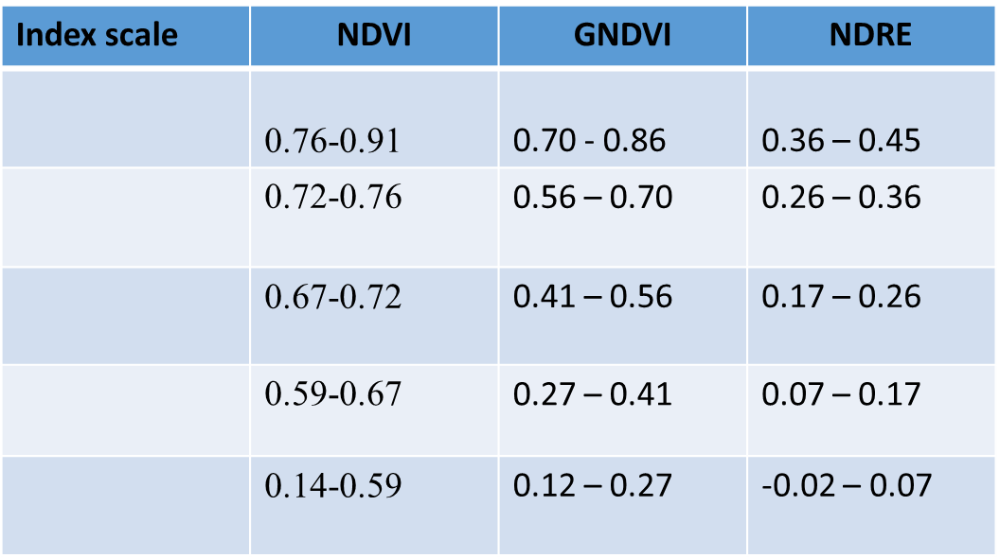 Index scale NDVI GNDVI NDRE
0.76-0.91 0.70 - 0.86 0.36 – 0.45
0.72-0.76 0.56 – 0.70 0.26 – 0.36
0.67-0.72 0.41 – 0.56 0.17 – 0.26
0.59-0.67 0.27 – 0.41 0.07 – 0.17
0.14-0.59 0.12 – 0.27 -0.02 – 0.07